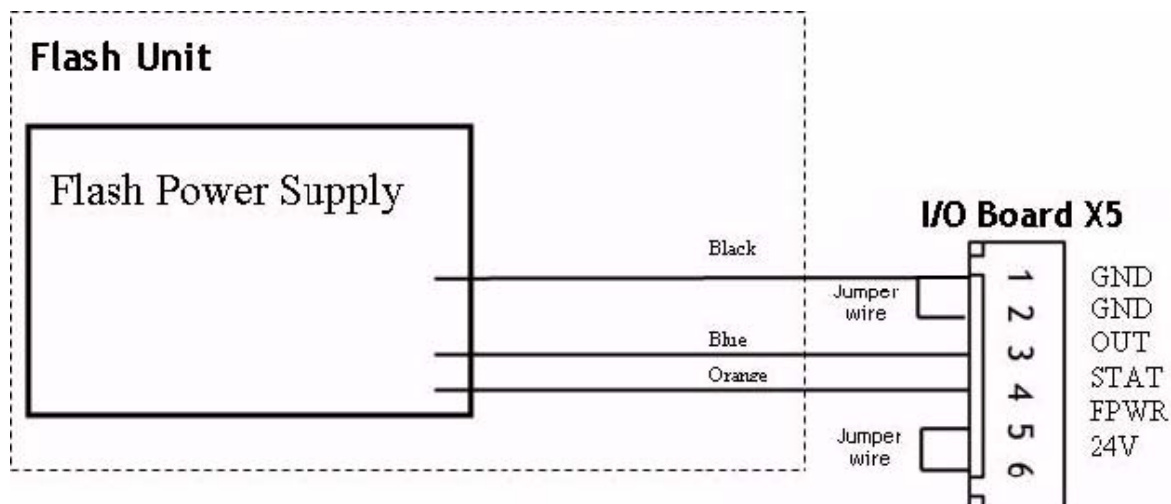 Flash Unit
Flash Power Supply
I/O Board X5
Black
1 GND
Jumper
wire
2 GND
Blue
3 OUT
Orange
4 STAT
FPWR
Jumper
wire
5
24V
6